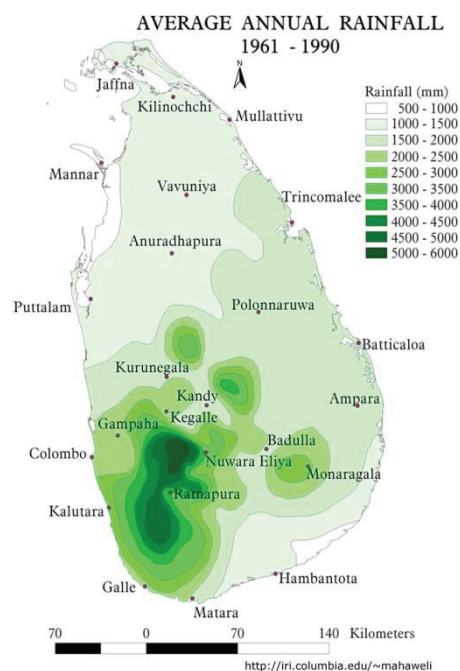 AVERAGE ANNUAL RAINFALL
1961 - 1990
N
Jaffna
Kilinochchi
Mullattivu
Mannar
Vavuniya
Trincomalee
Anuradhapura
Puttalam
Polonnaruwa
Batticaloa
Kurunegala
Kandy
Ampara
Kegalle
Gampaha
Badulla
Colombo
Nuwara Eliya
Monaragala
Ratnapura
Kalutara
Hambantota
Galle
Matara
Rainfall (mm)
500 - 1000
1000 - 1500
1500 - 2000
2000 - 2500
2500 - 3000
3000 - 3500
3500 - 4000
4000 - 4500
4500 - 5000
5000 - 6000
70 0 70 140 Kilometers
http://iri.columbia.edu/~mahaweli